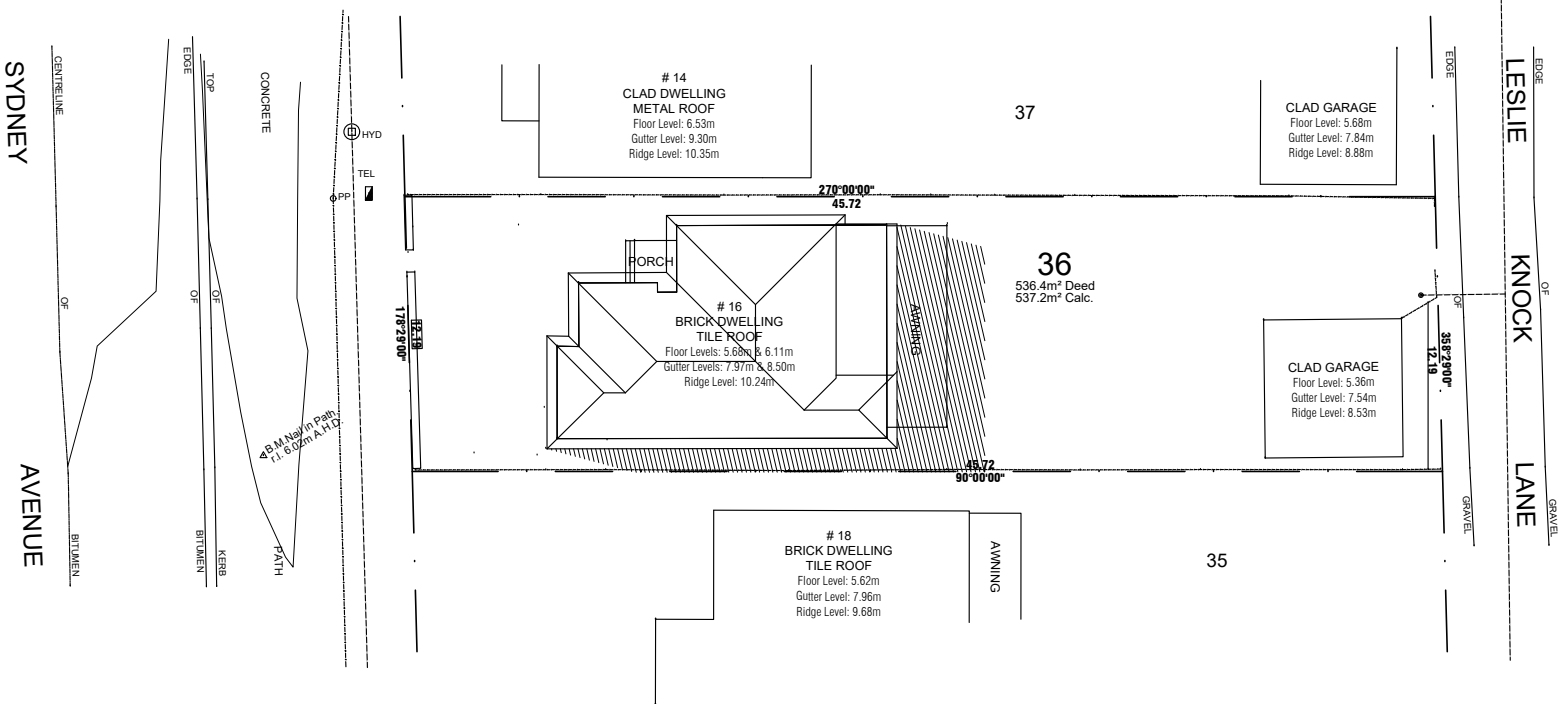 SYDNEY
AVENUE
CENTRELINE
OF
BITUMEN
EDGE
OF
BITUMEN
TOP
OF
KERB
CONCRETE
PATH
B.M.Nail in Path
r.l. 6.02m A.H.D.
HYD
TEL
PP
# 14
CLAD DWELLING
METAL ROOF
Floor Level: 6.53m
Gutter Level: 9.30m
Ridge Level: 10.35m
37
CLAD GARAGE
Floor Level: 5.68m
Gutter Level: 7.84m
Ridge Level: 8.88m
270°00'00"
45.72
178°29'00"
12.19
PORCH
# 16
BRICK DWELLING
TILE ROOF
Floor Levels: 5.68m & 6.11m
Gutter Levels: 7.97m & 8.50m
Ridge Level: 10.24m
AWNING
36
536.4m² Deed
537.2m² Calc.
CLAD GARAGE
Floor Level: 5.36m
Gutter Level: 7.54m
Ridge Level: 8.53m
358°29'00"
12.19
45.72
90°00'00"
# 18
BRICK DWELLING
TILE ROOF
Floor Level: 5.62m
Gutter Level: 7.96m
Ridge Level: 9.68m
AWNING
35
EDGE
OF
GRAVEL
LESLIE
KNOCK
LANE
EDGE
OF
GRAVEL